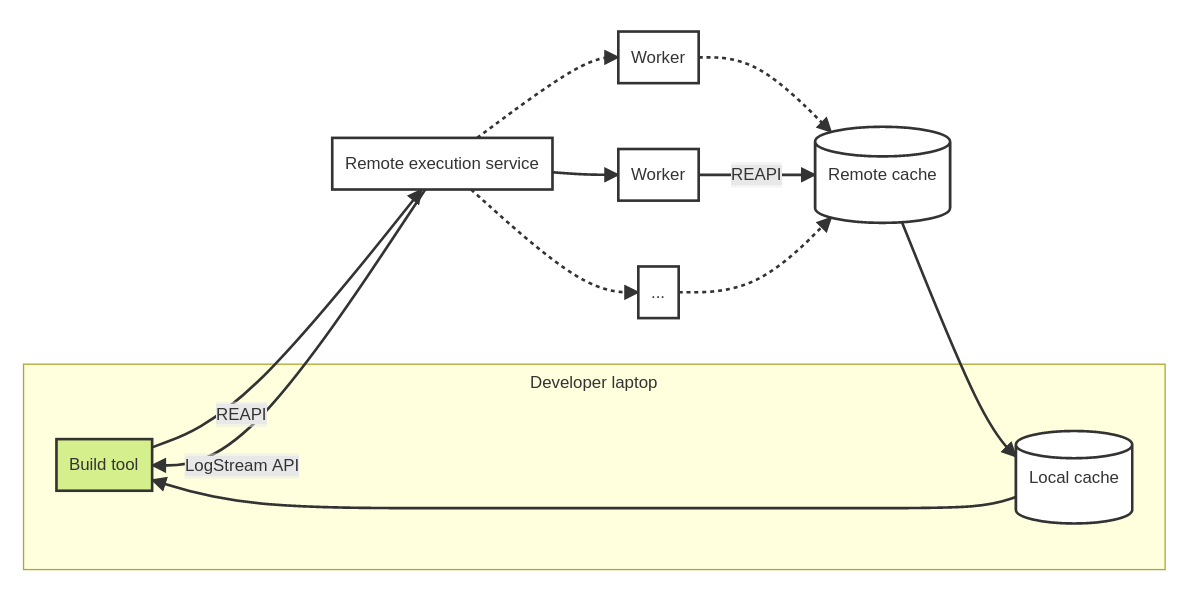 Worker
Remote execution service
Worker
REAPI
Remote cache
...
Developer laptop
REAPI
Build tool
LogStream API
Local cache